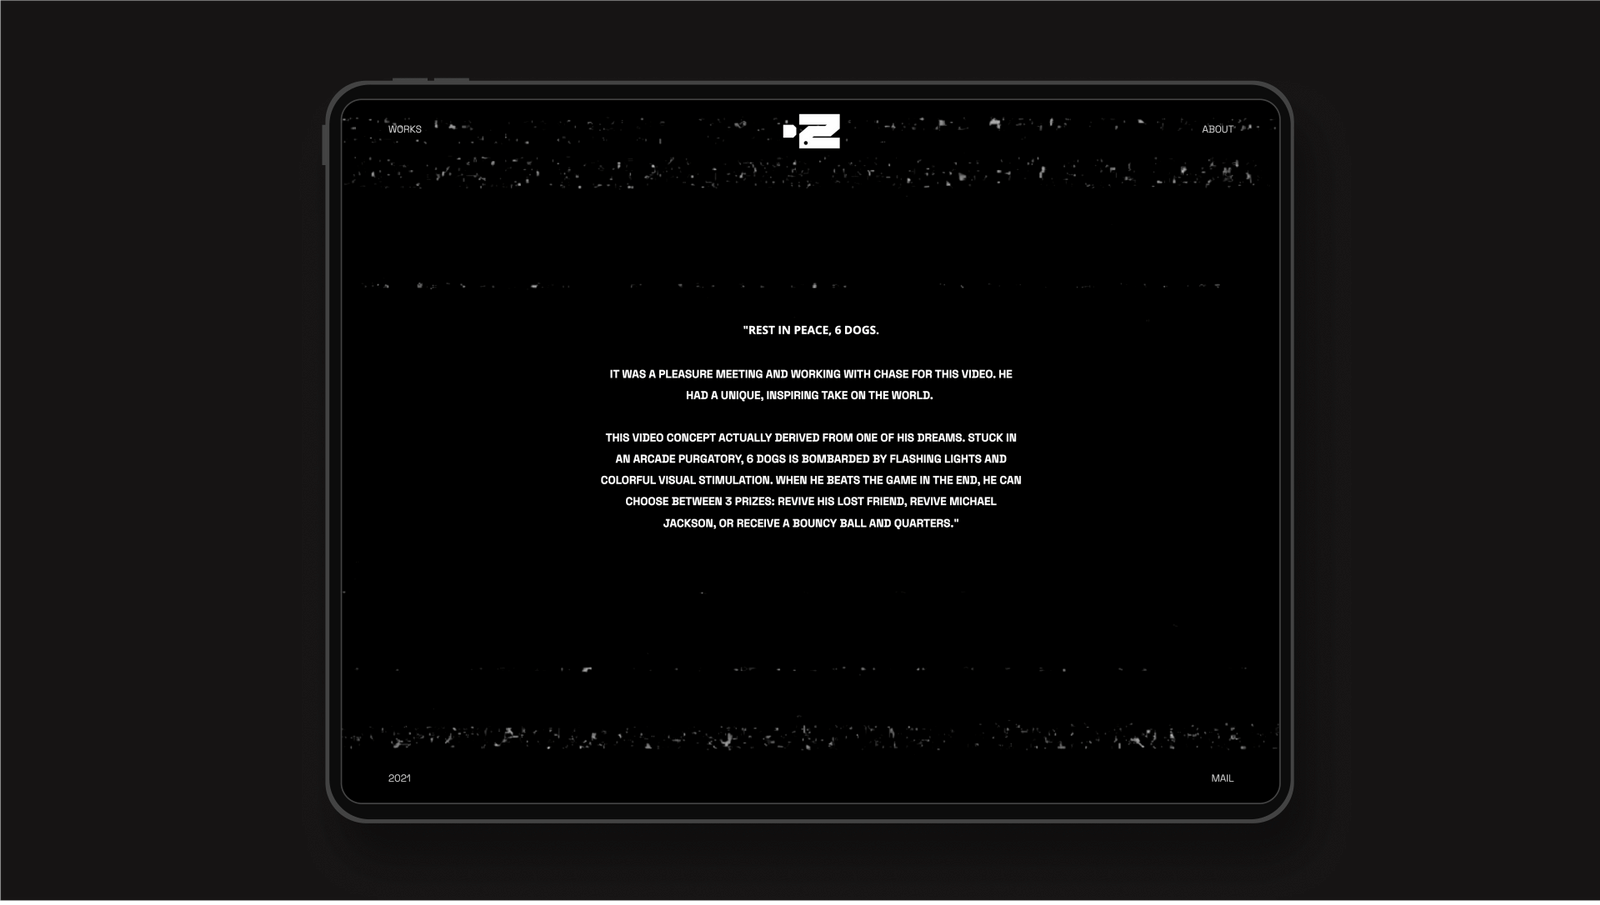 WORKS
ABOUT
"REST IN PEACE, 6 DOGS.
IT WAS A PLEASURE MEETING AND WORKING WITH CHASE FOR THIS VIDEO. HE
HAD A UNIQUE, INSPIRING TAKE ON THE WORLD.
THIS VIDEO CONCEPT ACTUALLY DERIVED FROM ONE OF HIS DREAMS. STUCK IN
AN ARCADE PURGATORY, 6 DOGS IS BOMBARDED BY FLASHING LIGHTS AND
COLORFUL VISUAL STIMULATION. WHEN HE BEATS THE GAME IN THE END, HE CAN
CHOOSE BETWEEN 3 PRIZES: REVIVE HIS LOST FRIEND, REVIVE MICHAEL
JACKSON, OR RECEIVE A BOUNCY BALL AND QUARTERS."
2021
MAIL